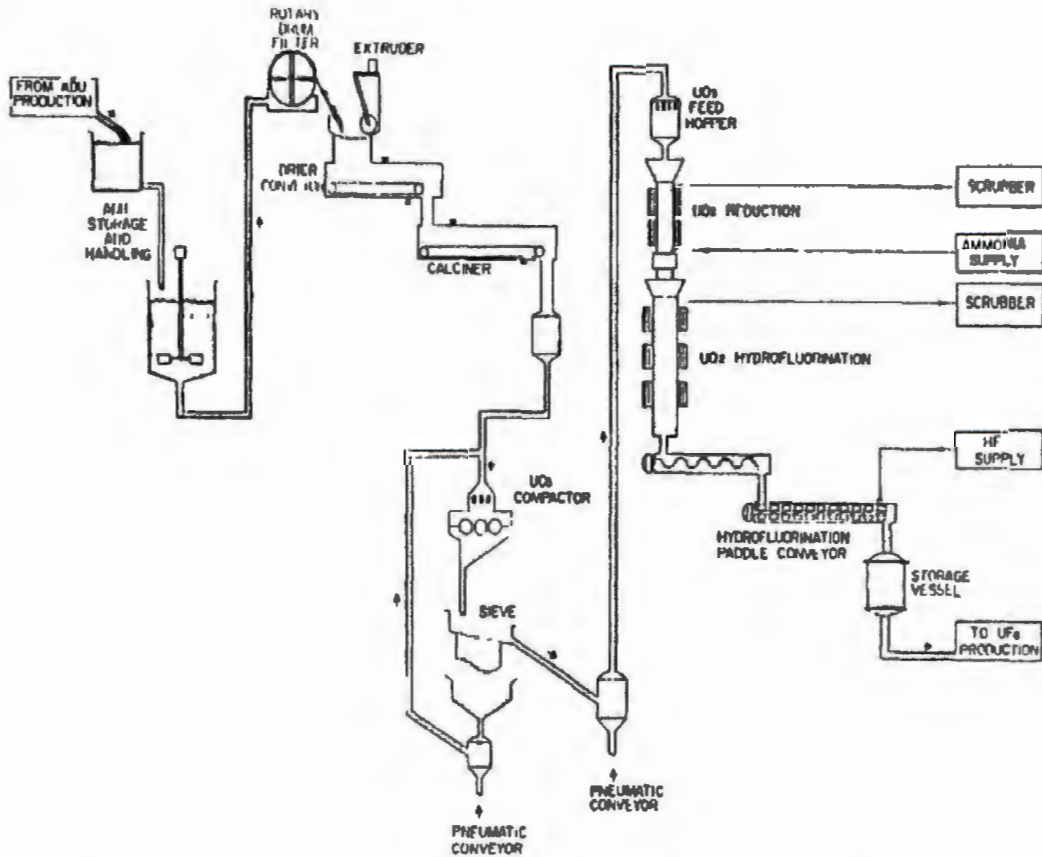 ROTARY
DRUM
FILTER
EXTRUDER
FROM ADU
PRODUCTION
DRIER
CONVEYOR
STORAGE
AND
HANDLING
CALCINER
UO3
COMPACTOR
SIEVE
PNEUMATIC
CONVEYOR
PNEUMATIC
CONVEYOR
UO3
FEED
HOPPER
UO3 REDUCTION
SCRUBBER
AMMONIA
SUPPLY
SCRUBBER
UO2 HYDROFLUORINATION
HF
SUPPLY
HYDROFLUORINATION
PADDLE CONVEYOR
STORAGE
VESSEL
TO UF6
PRODUCTION